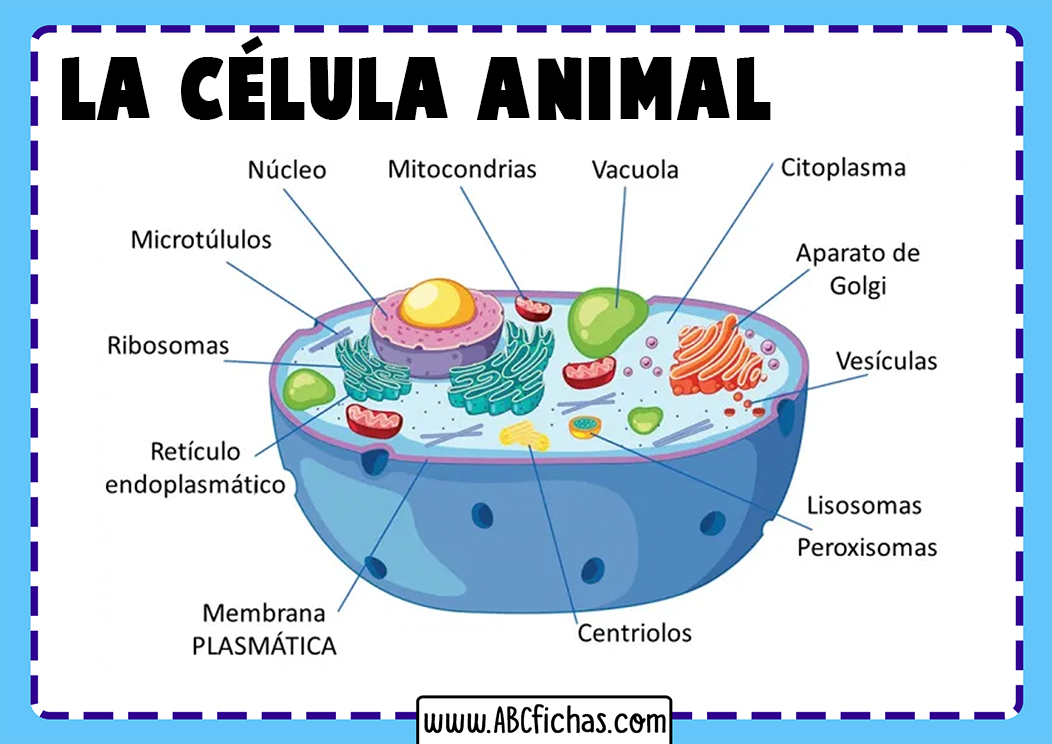 LA CÉLULA ANIMAL
Núcleo
Mitocondrias
Vacuola
Citoplasma
Microtúlulos
Aparato de
Golgi
Ribosomas
Vesículas
Retículo
endoplasmático
Lisosomas
Peroxisomas
Membrana
PLASMÁTICA
Centriolos
www.ABCfichas.com